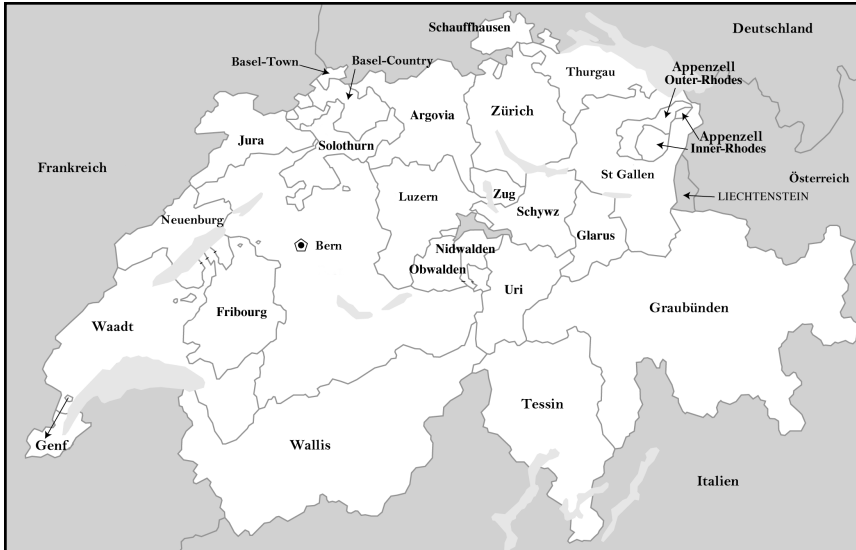 Schauffhausen
Deutschland
Basel-Town
Basel-Country
Thurgau
Appenzell
Outer-Rhodes
Zürich
Argovia
Jura
Solothurn
Appenzell
Inner-Rhodes
Frankreich
St Gallen
Österreich
LIECHTENSTEIN
Luzern
Zug
Schywz
Neuenburg
Bern
Nidwalden
Glarus
Obwalden
Uri
Graubünden
Fribourg
Waadt
Tessin
Genf
Wallis
Italien